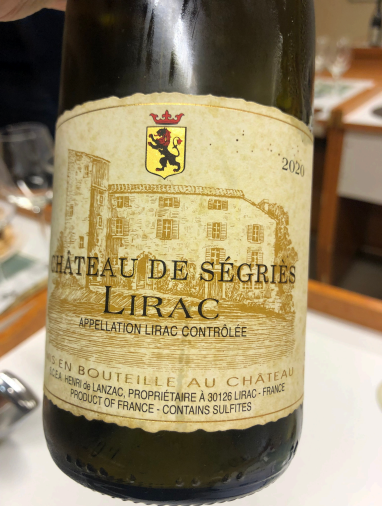 2020
CHÂTEAU DE SÉGRIÈS
LIRAC
APPELLATION LIRAC CONTRÔLÉE
MIS EN BOUTEILLE AU CHÂTEAU
S.C.E.A. HENRI de LANZAC, PROPRIÉTAIRE À 30126 LIRAC - FRANCE
PRODUCT OF FRANCE - CONTAINS SULFITES